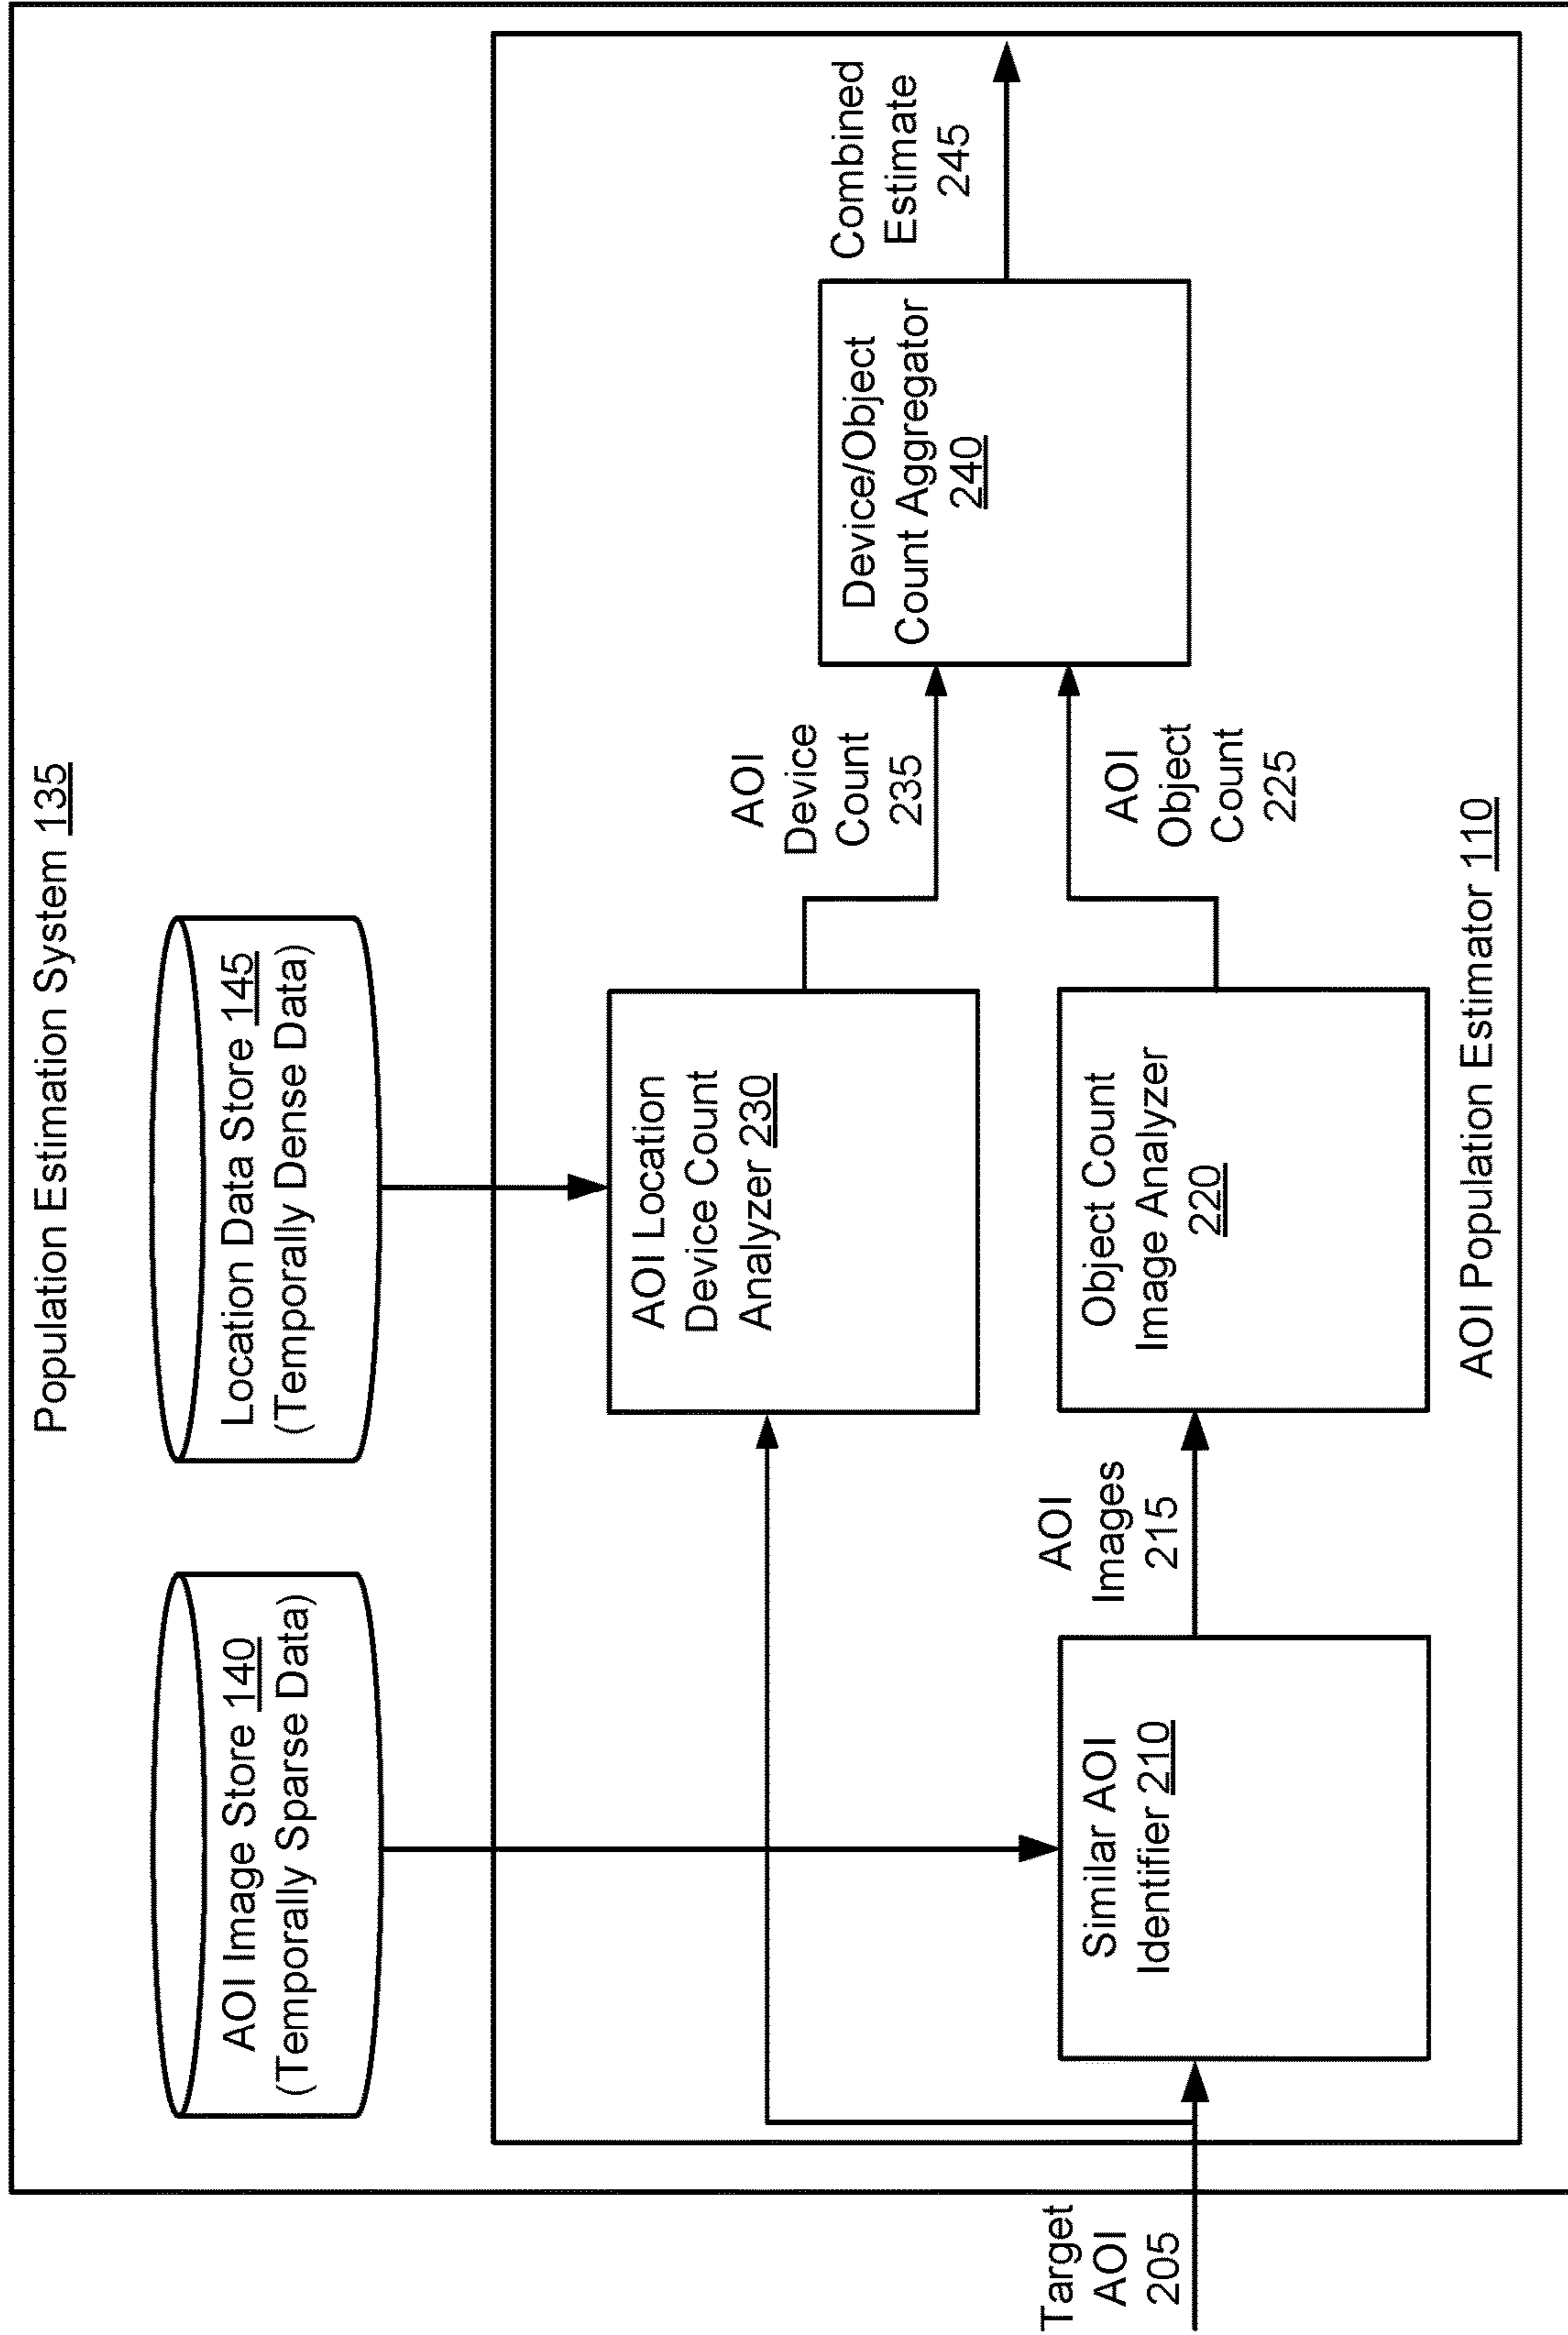 Population Estimation System 135
AOI Image Store 140
(Temporally Sparse Data)
Location Data Store 145
(Temporally Dense Data)
AOI Location
Device Count
Analyzer 230
AOI
Device
Count
235
Device/Object
Count Aggregator
240
Combined
Estimate
245
Target
AOI
205
Similar AOI
Identifier 210
AOI
Images
215
Object Count
Image Analyzer
220
AOI
Object
Count
225
AOI Population Estimator 110